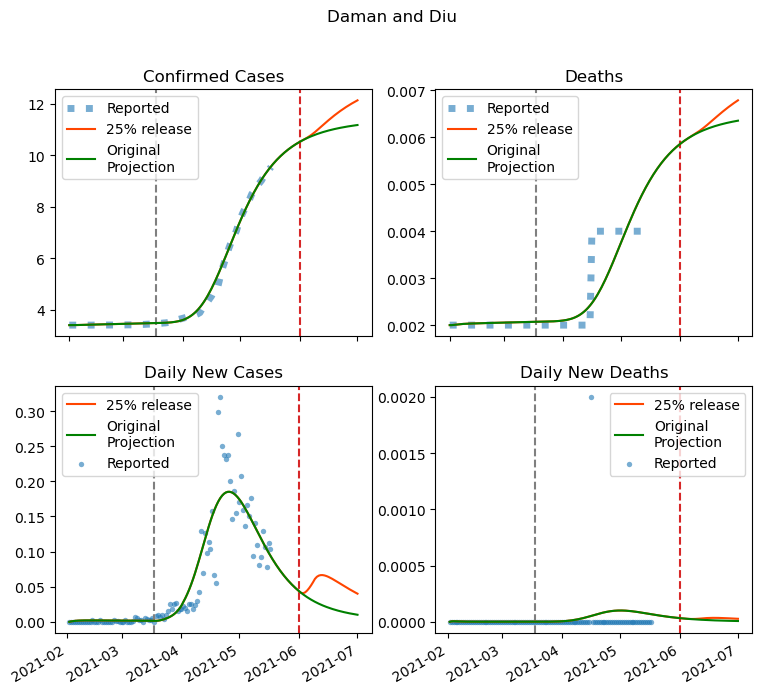 Daman and Diu
Confirmed Cases
12
10
8
6
4
Reported
25% release
Original
Projection
Deaths
0.007
0.006
0.005
0.004
0.003
0.002
Reported
25% release
Original
Projection
Daily New Cases
0.30
0.25
0.20
0.15
0.10
0.05
0.00
25% release
Original
Projection
Reported
2021-02
2021-03
2021-04
2021-05
2021-06
2021-07
Daily New Deaths
0.0020
0.0015
0.0010
0.0005
0.0000
25% release
Original
Projection
Reported
2021-02
2021-03
2021-04
2021-05
2021-06
2021-07